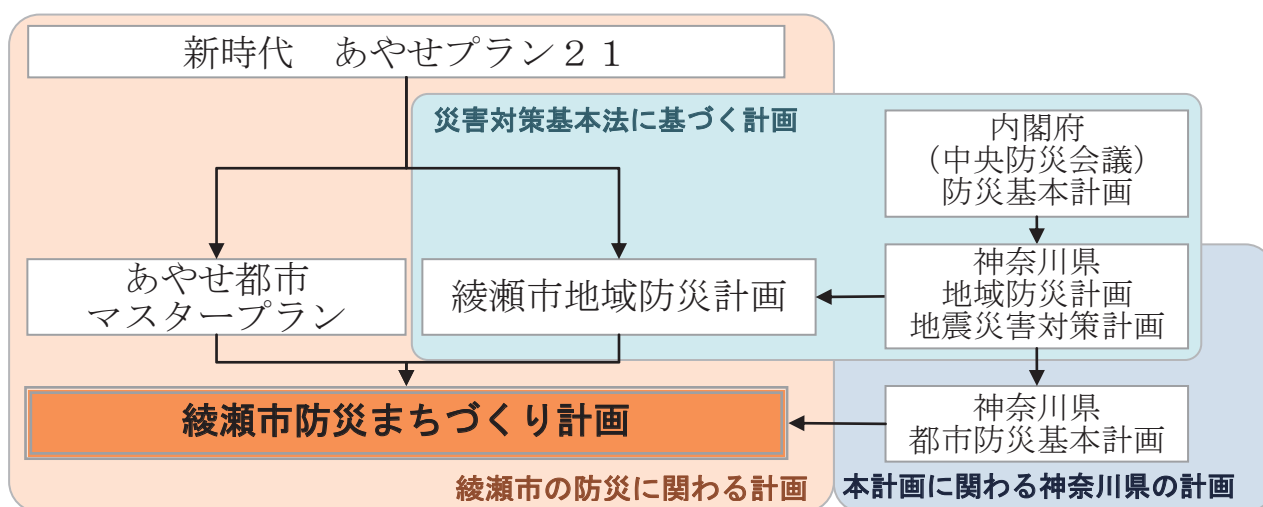 新時代　あやせプラン２１
災害対策基本法に基づく計画
内閣府
（中央防災会議）
防災基本計画
あやせ都市
マスタープラン
綾瀬市地域防災計画
神奈川県
地域防災計画
地震災害対策計画
綾瀬市防災まちづくり計画
神奈川県
都市防災基本計画
綾瀬市の防災に関わる計画
本計画に関わる神奈川県の計画